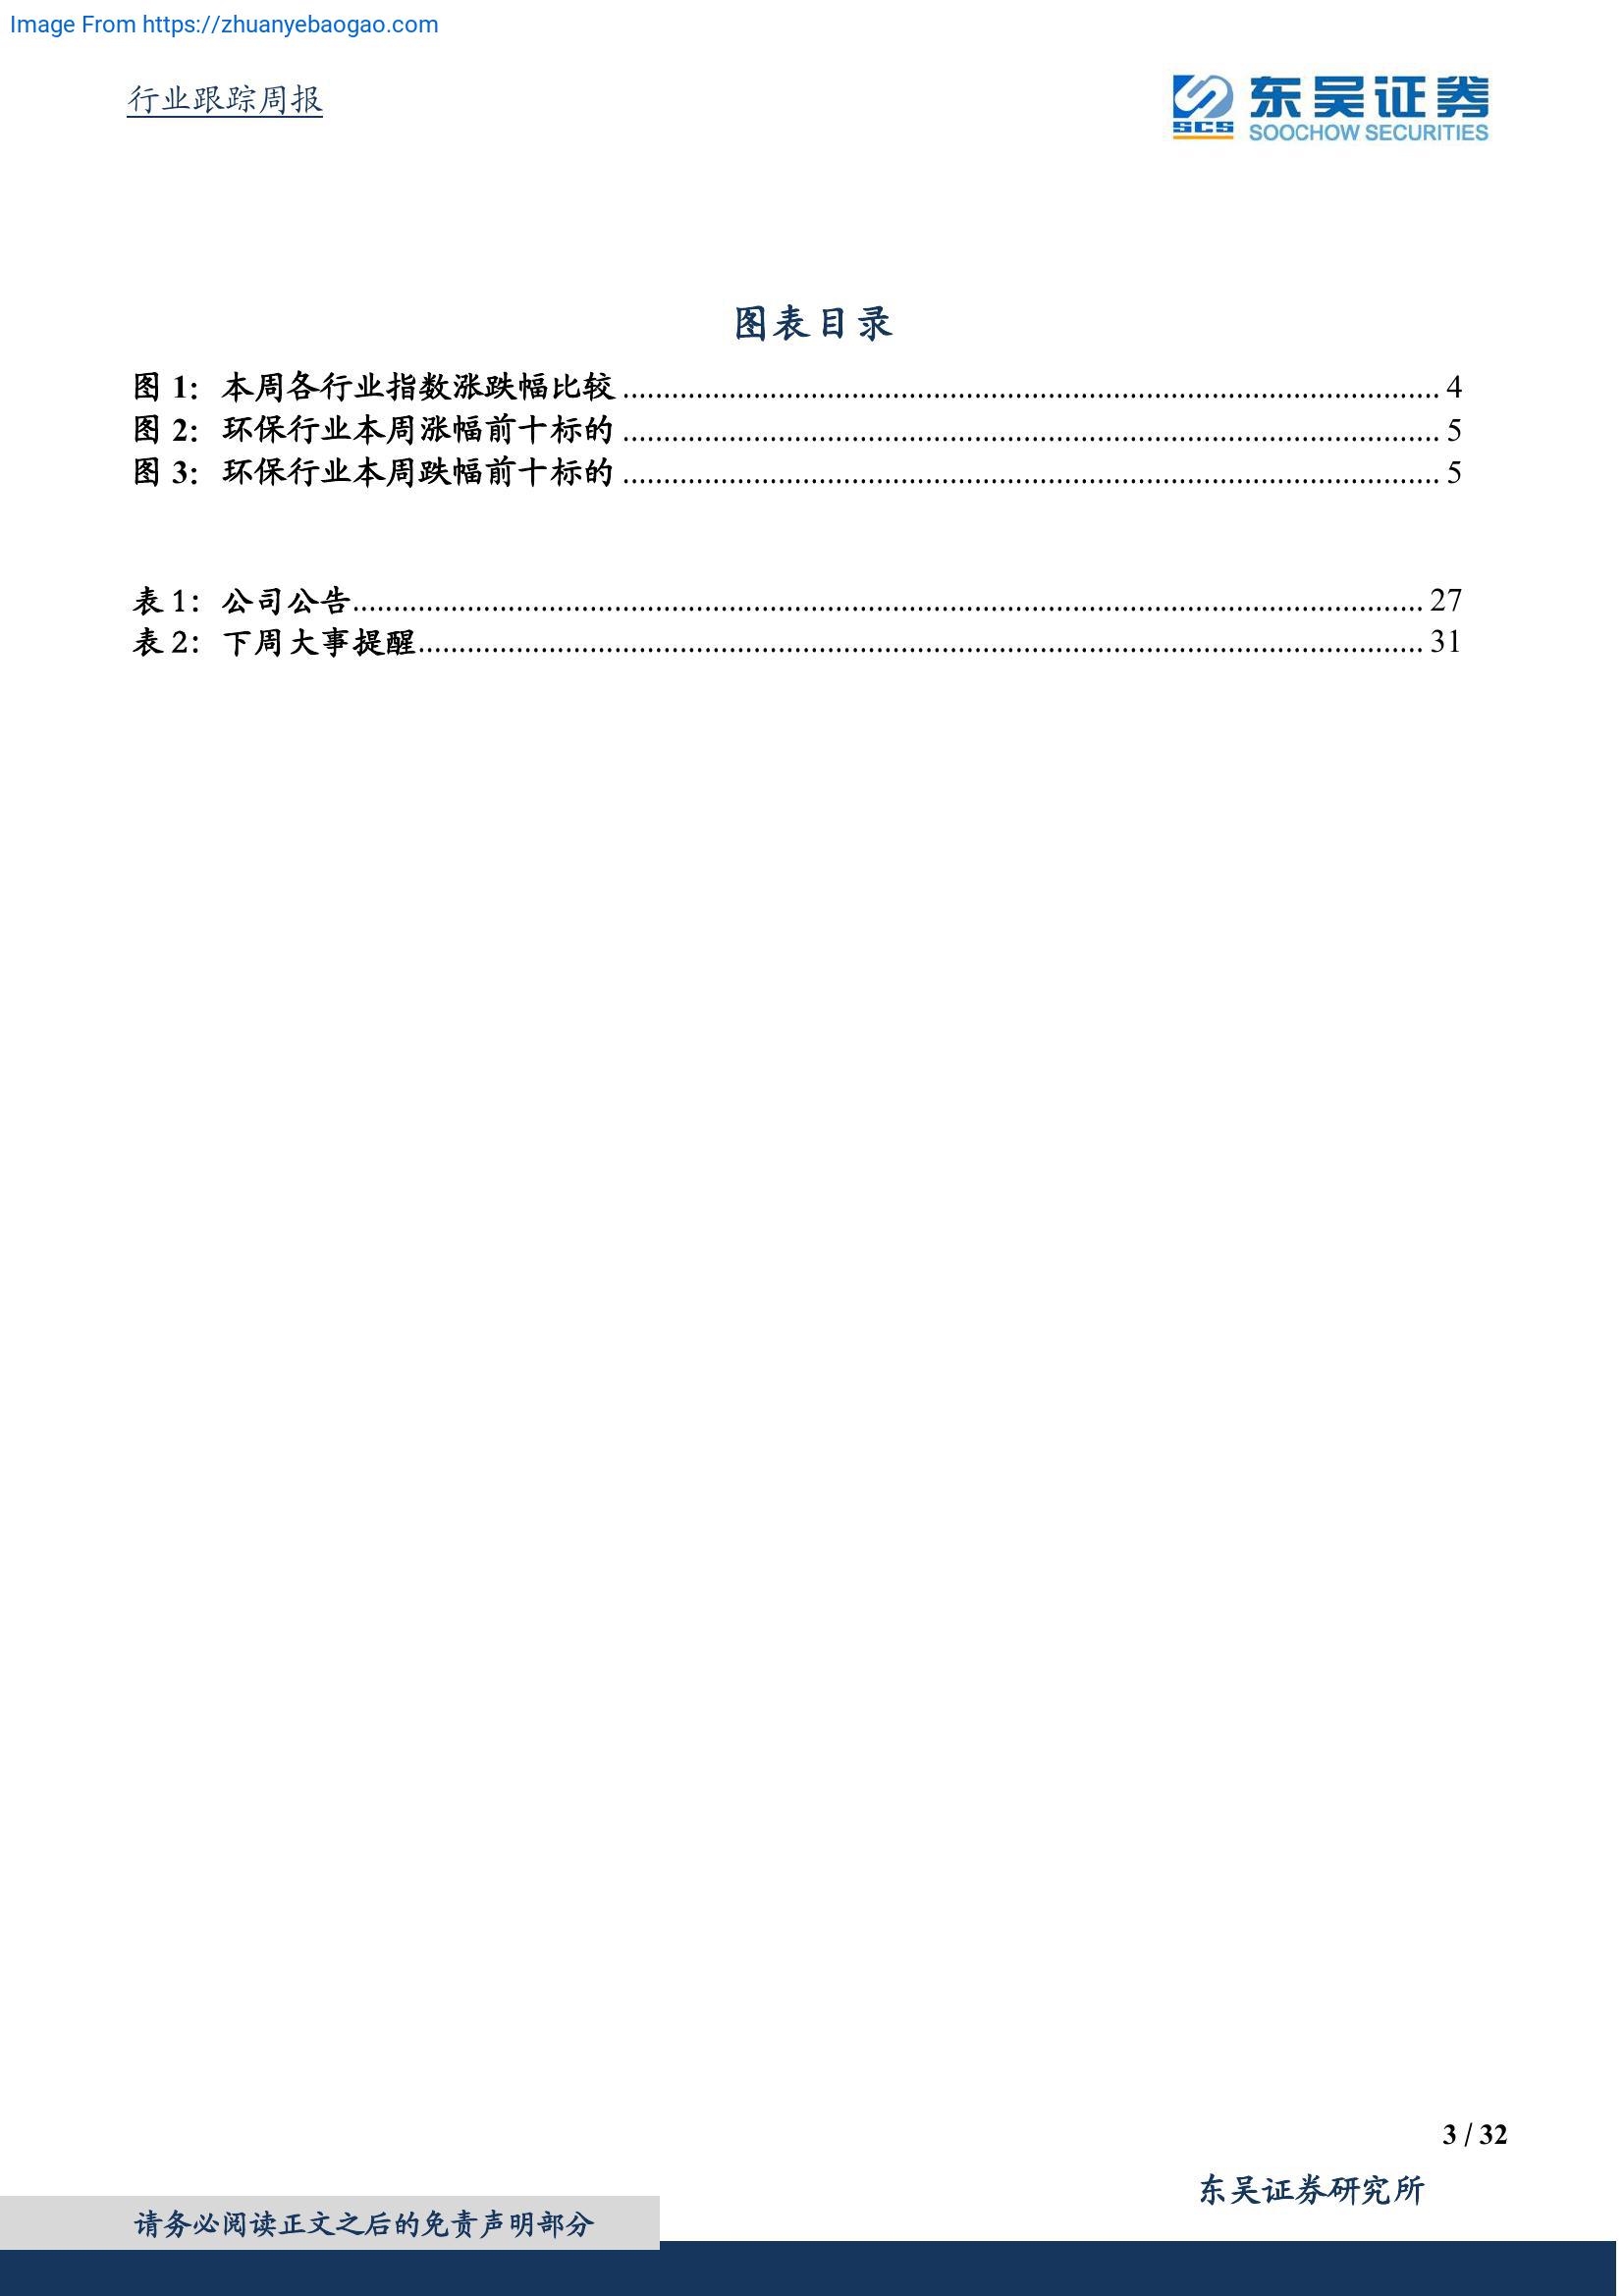 Image From https://zhuanyebaogao.com
行业跟踪周报
东吴证券
SCS
SOOCHOW SECURITIES
图表目录
图 1：本周各行业指数涨跌幅比较 ........ 4
图 2：环保行业本周涨幅前十标的 ........ 5
图 3：环保行业本周跌幅前十标的 ........ 5
表 1：公司公告........ 27
表 2：下周大事提醒........ 31
3 / 32
东吴证券研究所
请务必阅读正文之后的免责声明部分